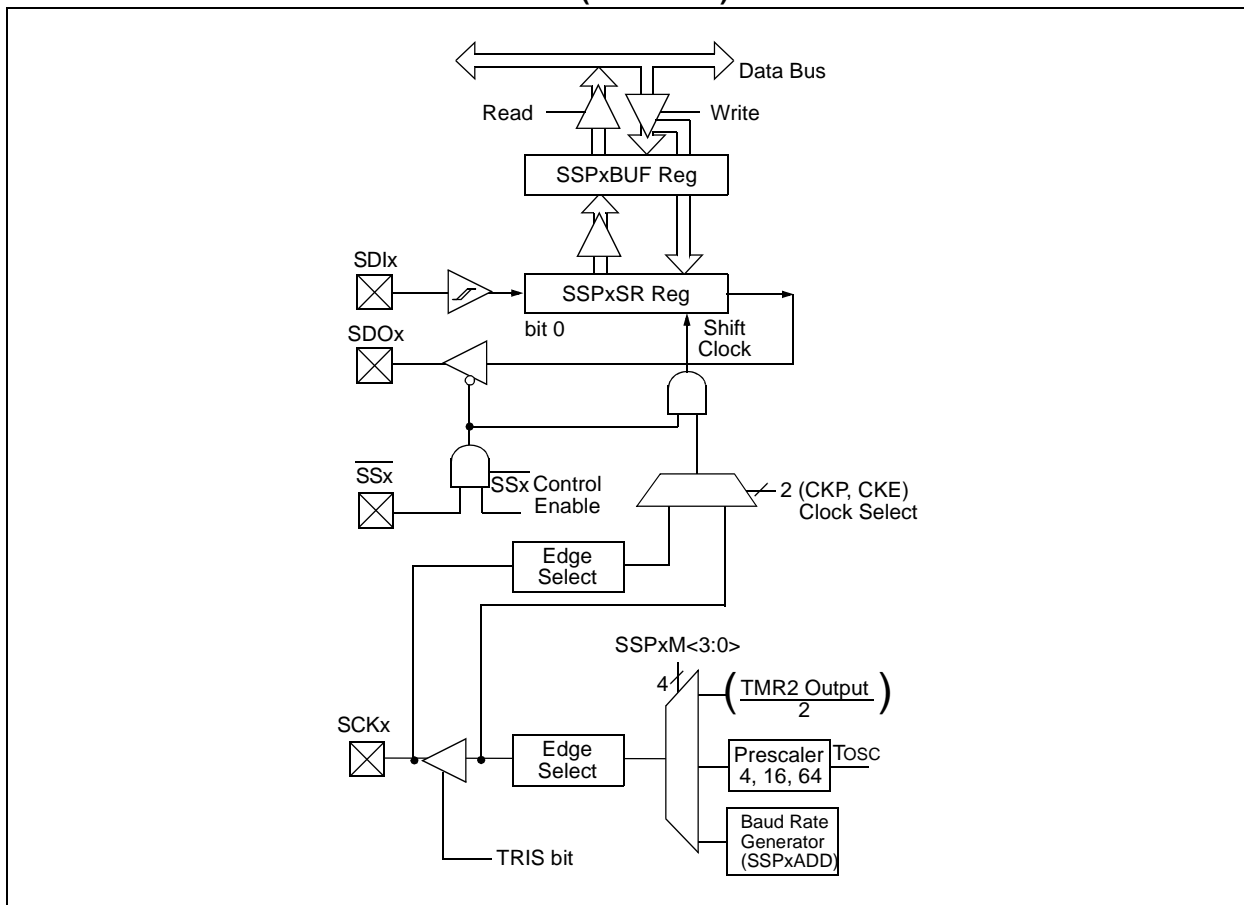 Data Bus
Read
Write
SSPxBUF Reg
SDIx
SSPxSR Reg
bit 0
Shift
Clock
SDOx
SSx
SSx Control
Enable
2 (CKP, CKE)
Clock Select
Edge
Select
SSPxM<3:0>
4
(TMR2 Output
2)
SCKx
Edge
Select
Prescaler
4, 16, 64
TOSC
Baud Rate
Generator
(SSPxADD)
TRIS bit